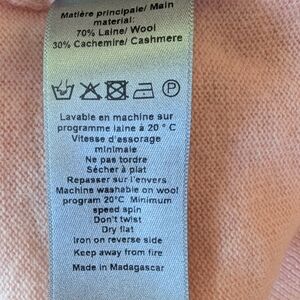 Matière principale/ Main
material:
70% Laine/ Wool
30% Cachemire/ Cashmere
P
Lavable en machine sur
programme laine à 20 ° C
Vitesse d'essorage
minimale
Ne pas tordre
Sécher à plat
Repasser sur l'envers
Machine washable on wool
program 20°C Minimum
speed spin
Don't twist
Dry flat
Iron on reverse side
Keep away from fire
Made in Madagascar